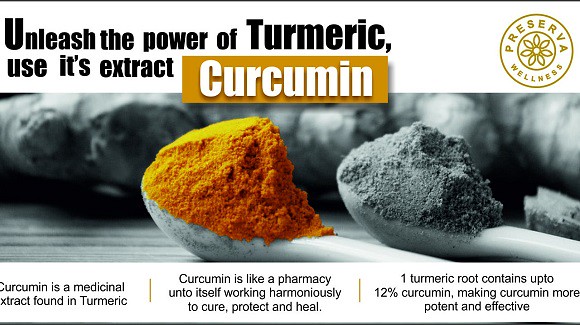 Unleash the power of Turmeric,
use it's extract
Curcumin
PRESERVA
WELLNESS
Curcumin is a medicinal
extract found in Turmeric
Curcumin is like a pharmacy
unto itself working harmoniously
to cure, protect and heal.
1 turmeric root contains upto
12% curcumin, making curcumin more
potent and effective